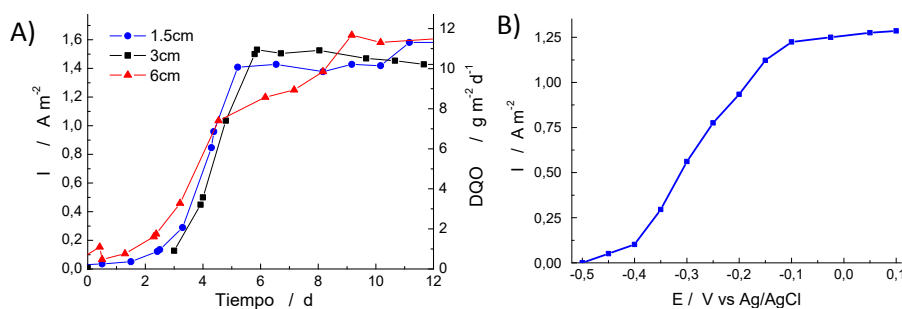 A)
1.5cm
3cm
6cm
I / A m⁻²
1,6
1,4
1,2
1,0
0,8
0,6
0,4
0,2
0,0
0 2 4 6 8 10 12
Tiempo / d
12
10
8
6
4
2
0
DQO / g m⁻² d⁻¹
B)
I / A m⁻²
1,25
1,00
0,75
0,50
0,25
0,00
-0,5 -0,4 -0,3 -0,2 -0,1 0,0 0,1
E / V vs Ag/AgCl